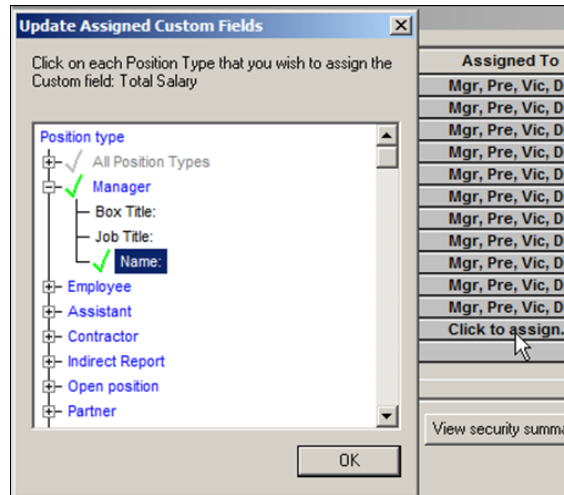 Update Assigned Custom Fields
Click on each Position Type that you wish to assign the
Custom field: Total Salary
Position type
All Position Types
Manager
Box Title:
Job Title:
Name:
Employee
Assistant
Contractor
Indirect Report
Open position
Partner
OK
Assigned To
Mgr, Pre, Vic, D
Mgr, Pre, Vic, D
Mgr, Pre, Vic, D
Mgr, Pre, Vic, D
Mgr, Pre, Vic, D
Mgr, Pre, Vic, D
Mgr, Pre, Vic, D
Mgr, Pre, Vic, D
Mgr, Pre, Vic, D
Mgr, Pre, Vic, D
Mgr, Pre, Vic, D
Click to assign.
View security summa